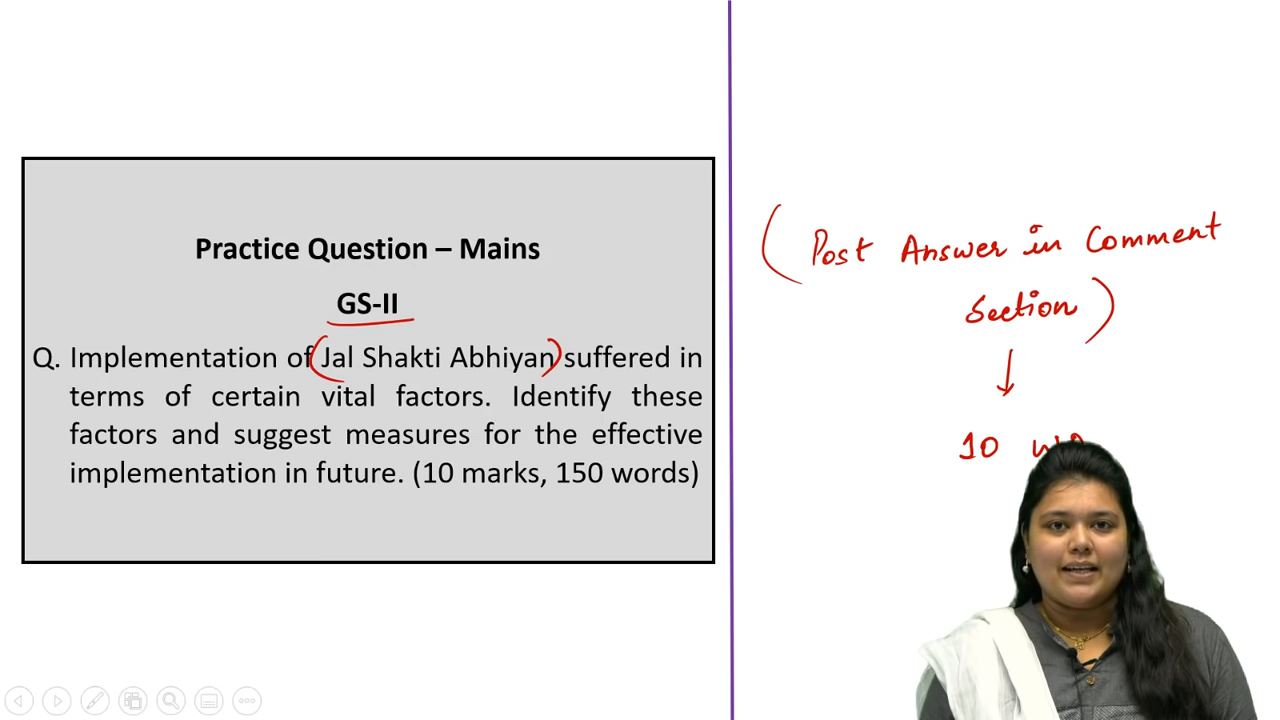 Practice Question – Mains
GS-II
Q. Implementation of (Jal Shakti Abhiyan) suffered in
terms of certain vital factors. Identify these
factors and suggest measures for the effective
implementation in future. (10 marks, 150 words)
(Post Answer in Comment
Section)
10